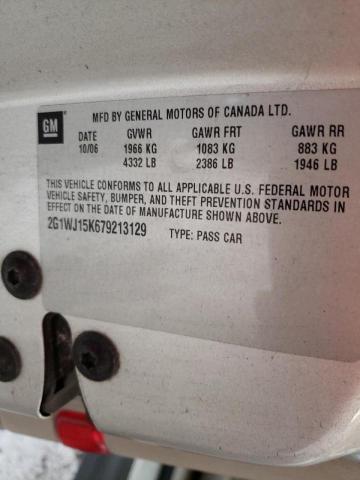 GM
MFD BY GENERAL MOTORS OF CANADA LTD.
DATE GVWR GAWR FRT GAWR RR
10/06 1966 KG 1083 KG 883 KG
4332 LB 2386 LB 1946 LB
THIS VEHICLE CONFORMS TO ALL APPLICABLE U.S. FEDERAL MOTOR
VEHICLE SAFETY, BUMPER, AND THEFT PREVENTION STANDARDS IN
EFFECT ON THE DATE OF MANUFACTURE SHOWN ABOVE.
2G1WJ15K679213129 TYPE: PASS CAR